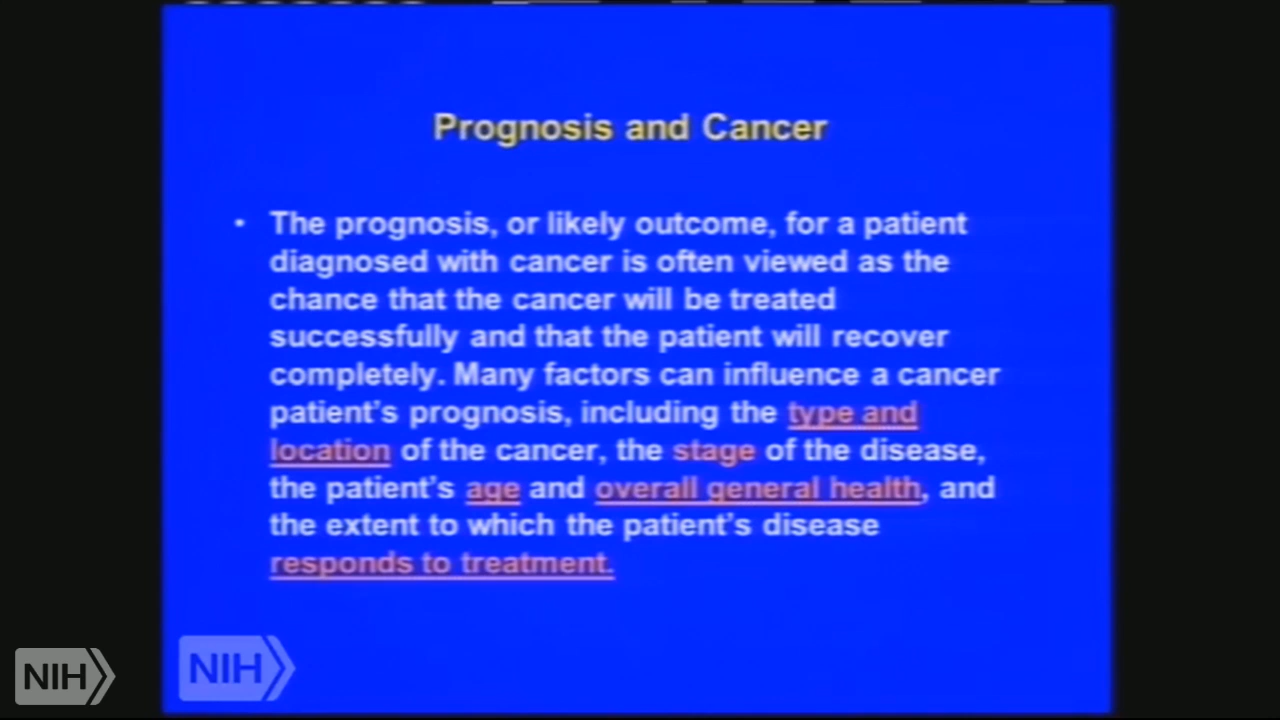 Prognosis and Cancer
• The prognosis, or likely outcome, for a patient
diagnosed with cancer is often viewed as the
chance that the cancer will be treated
successfully and that the patient will recover
completely. Many factors can influence a cancer
patient's prognosis, including the type and
location of the cancer, the stage of the disease,
the patient's age and overall general health, and
the extent to which the patient's disease
responds to treatment.
NIH
NIH